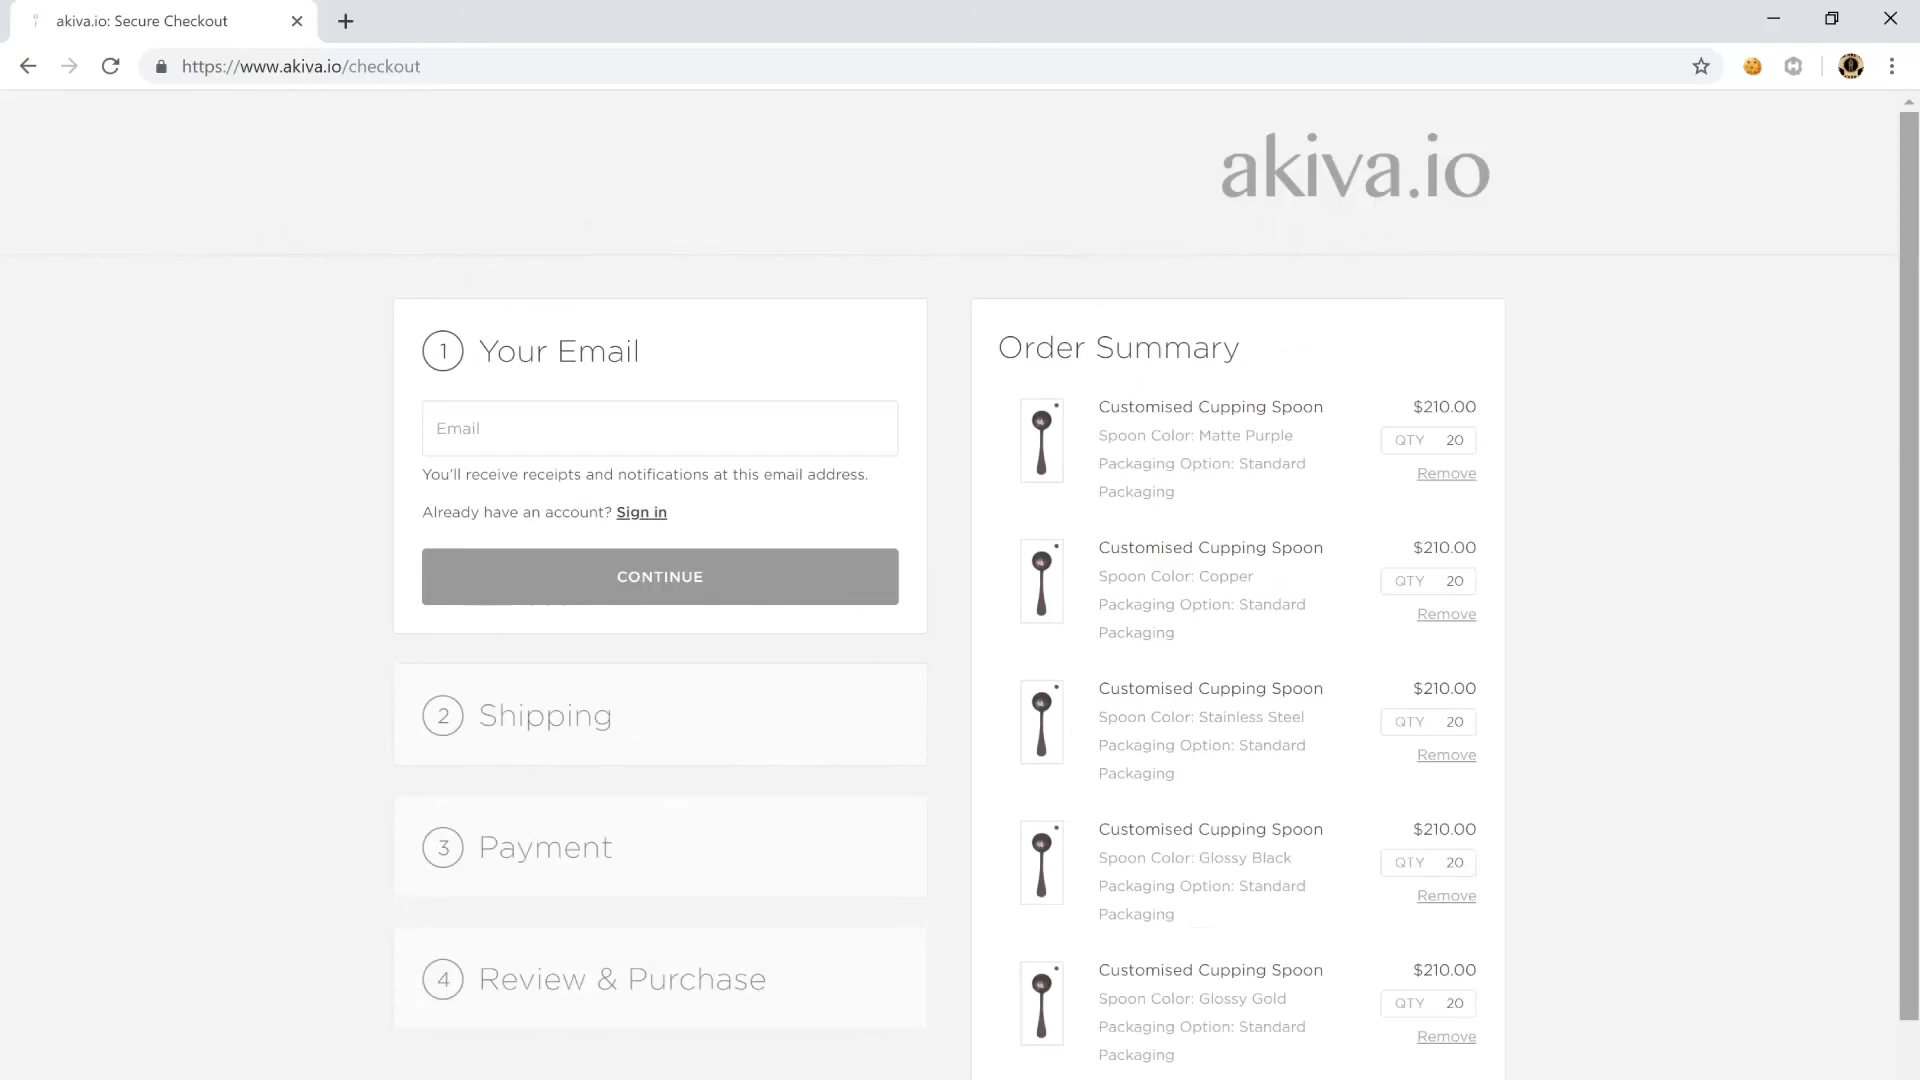 akiva.io: Secure Checkout
https://www.akiva.io/checkout
akiva.io
1 Your Email
Email
You'll receive receipts and notifications at this email address.
Already have an account? Sign in
CONTINUE
2 Shipping
3 Payment
4 Review & Purchase
Order Summary
Customised Cupping Spoon $210.00
Spoon Color: Matte Purple QTY 20
Packaging Option: Standard Remove
Packaging
Customised Cupping Spoon $210.00
Spoon Color: Copper QTY 20
Packaging Option: Standard Remove
Packaging
Customised Cupping Spoon $210.00
Spoon Color: Stainless Steel QTY 20
Packaging Option: Standard Remove
Packaging
Customised Cupping Spoon $210.00
Spoon Color: Glossy Black QTY 20
Packaging Option: Standard Remove
Packaging
Customised Cupping Spoon $210.00
Spoon Color: Glossy Gold QTY 20
Packaging Option: Standard Remove
Packaging